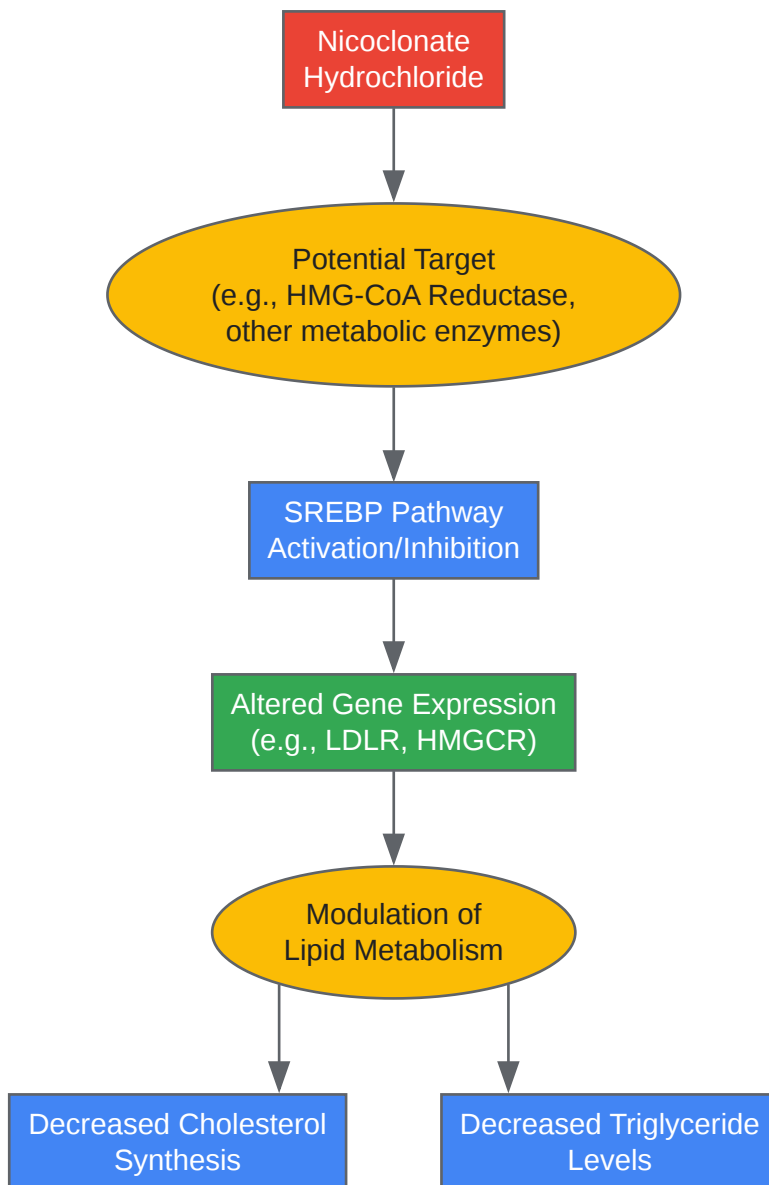 Nicoclonate
Hydrochloride
Potential Target
(e.g., HMG-CoA Reductase,
other metabolic enzymes)
SREBP Pathway
Activation/Inhibition
Altered Gene Expression
(e.g., LDLR, HMGCR)
Modulation of
Lipid Metabolism
Decreased Cholesterol
Synthesis
Decreased Triglyceride
Levels